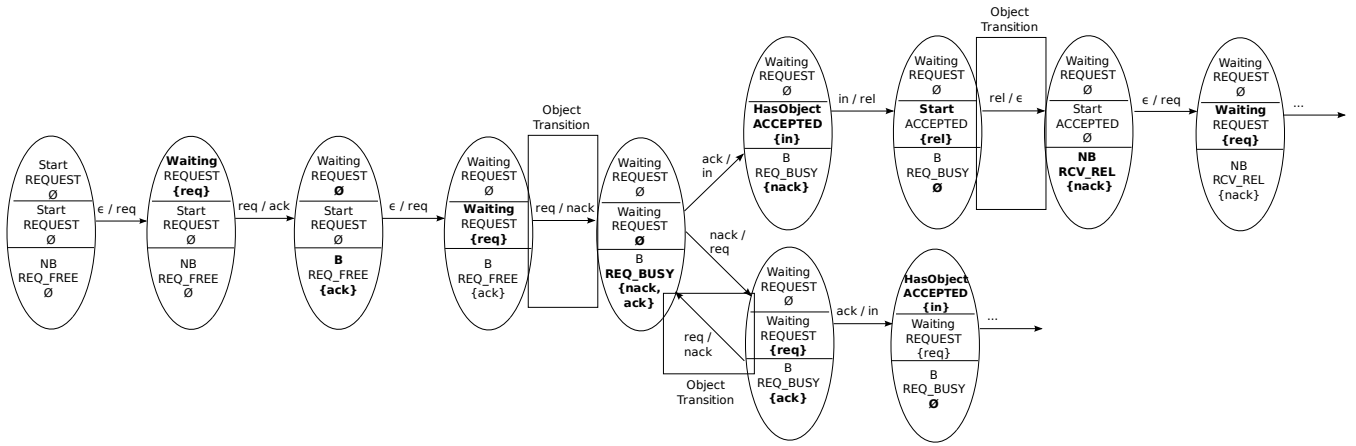 Start
REQUEST
Ø
Start
REQUEST
Ø
NB
REQ_FREE
Ø
ϵ / req
Waiting
REQUEST
{req}
Start
REQUEST
Ø
NB
REQ_FREE
Ø
req / ack
Waiting
REQUEST
Ø
Start
REQUEST
Ø
B
REQ_FREE
{ack}
ϵ / req
Waiting
REQUEST
Ø
Waiting
REQUEST
{req}
B
REQ_FREE
{ack}
Object
Transition
req / nack
Waiting
REQUEST
Ø
Waiting
REQUEST
Ø
B
REQ_BUSY
{nack,
ack}
ack /
in
Waiting
REQUEST
Ø
HasObject
ACCEPTED
{in}
B
REQ_BUSY
{nack}
in / rel
Waiting
REQUEST
Ø
Start
ACCEPTED
{rel}
B
REQ_BUSY
Ø
Object
Transition
rel / ϵ
Waiting
REQUEST
Ø
Start
ACCEPTED
Ø
NB
RCV_REL
{nack}
ϵ / req
Waiting
REQUEST
Ø
Waiting
REQUEST
{req}
NB
RCV_REL
{nack}
...
nack /
req
req /
nack
Object
Transition
Waiting
REQUEST
Ø
Waiting
REQUEST
{req}
B
REQ_BUSY
{ack}
ack / in
HasObject
ACCEPTED
{in}
Waiting
REQUEST
{req}
B
REQ_BUSY
Ø
...